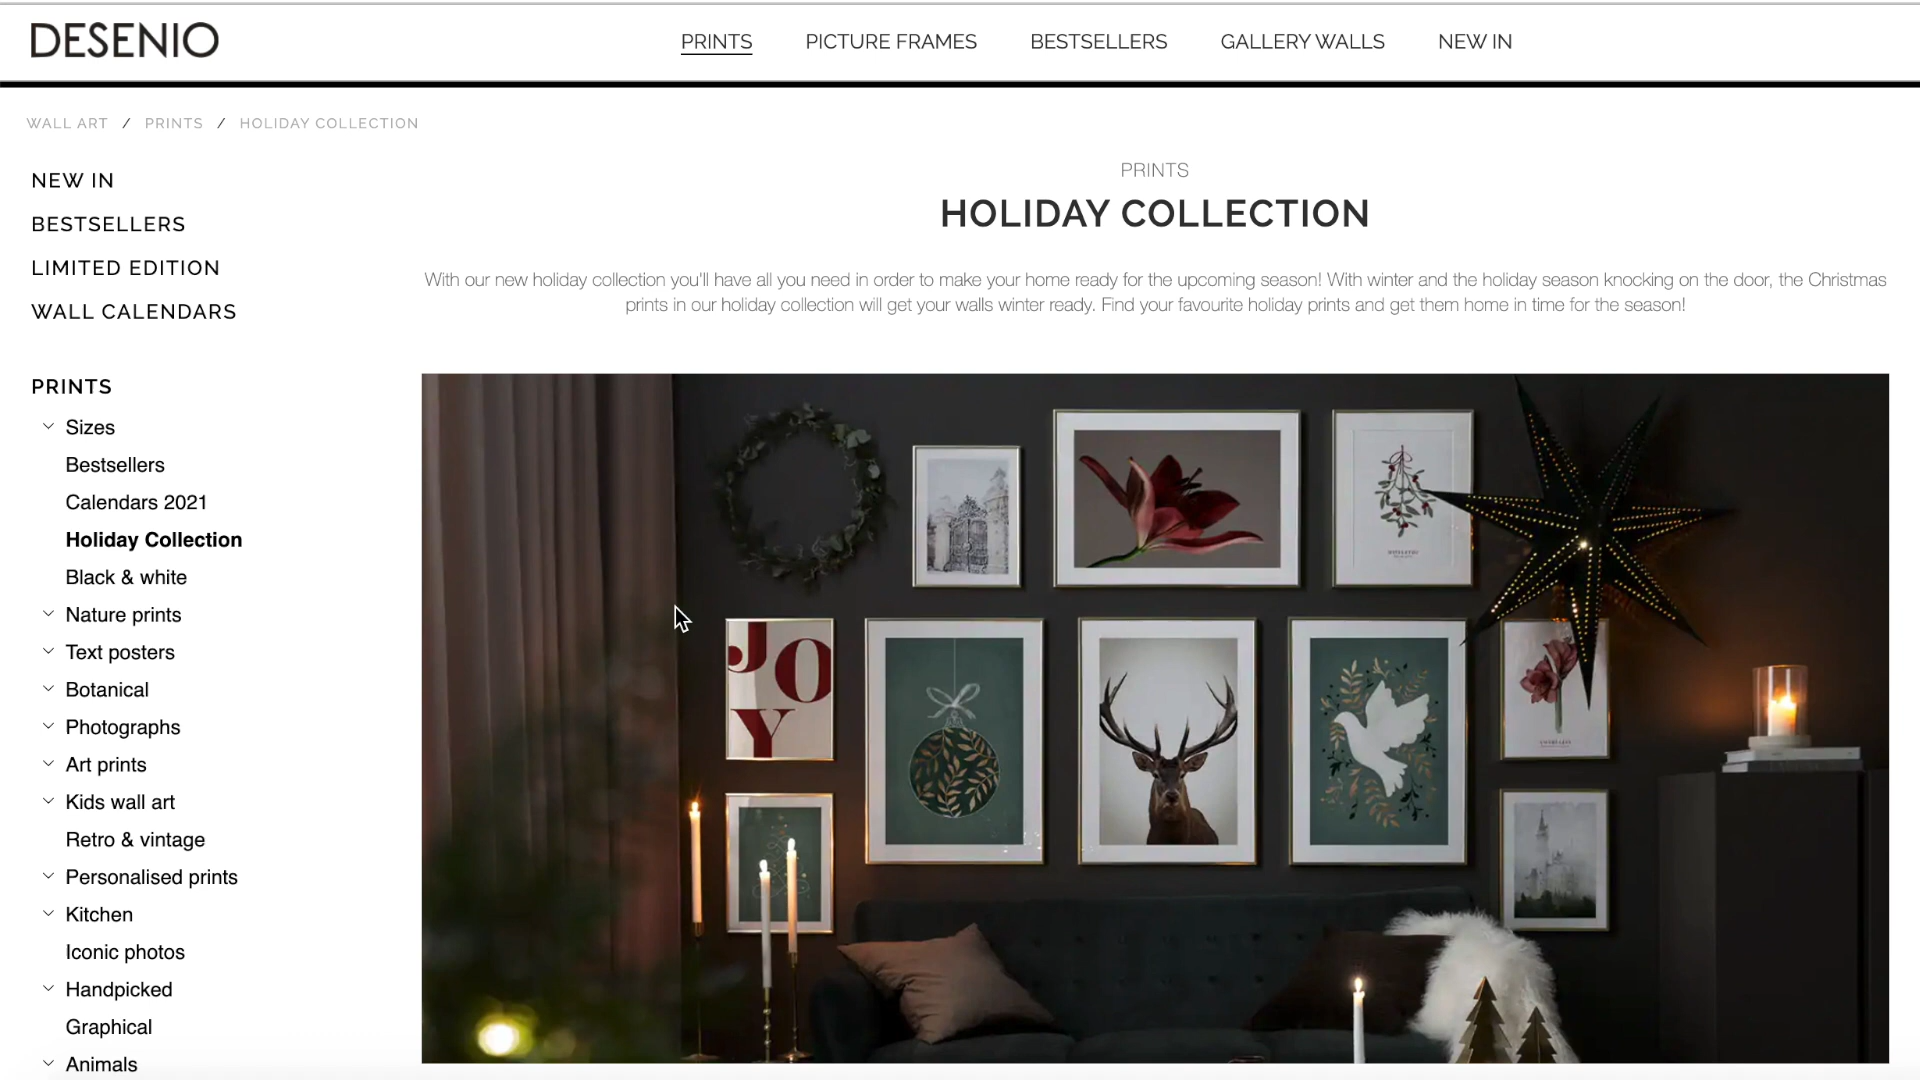 DESENIO
PRINTS
PICTURE FRAMES
BESTSELLERS
GALLERY WALLS
NEW IN
WALL ART / PRINTS / HOLIDAY COLLECTION
NEW IN
BESTSELLERS
LIMITED EDITION
WALL CALENDARS
PRINTS
Sizes
Bestsellers
Calendars 2021
Holiday Collection
Black & white
Nature prints
Text posters
Botanical
Photographs
Art prints
Kids wall art
Retro & vintage
Personalised prints
Kitchen
Iconic photos
Handpicked
Graphical
Animals
PRINTS
HOLIDAY COLLECTION
With our new holiday collection you'll have all you need in order to make your home ready for the upcoming season! With winter and the holiday season knocking on the door, the Christmas
prints in our holiday collection will get your walls winter ready. Find your favourite holiday prints and get them home in time for the season!
JO
Y